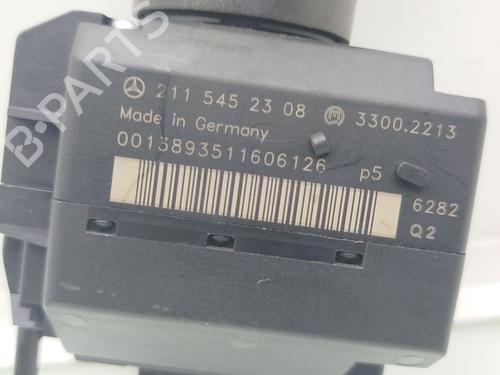 211 545 23 08 3300.2213
Made in Germany
0013893511606126 p5
6282
Q2
B-PARTS